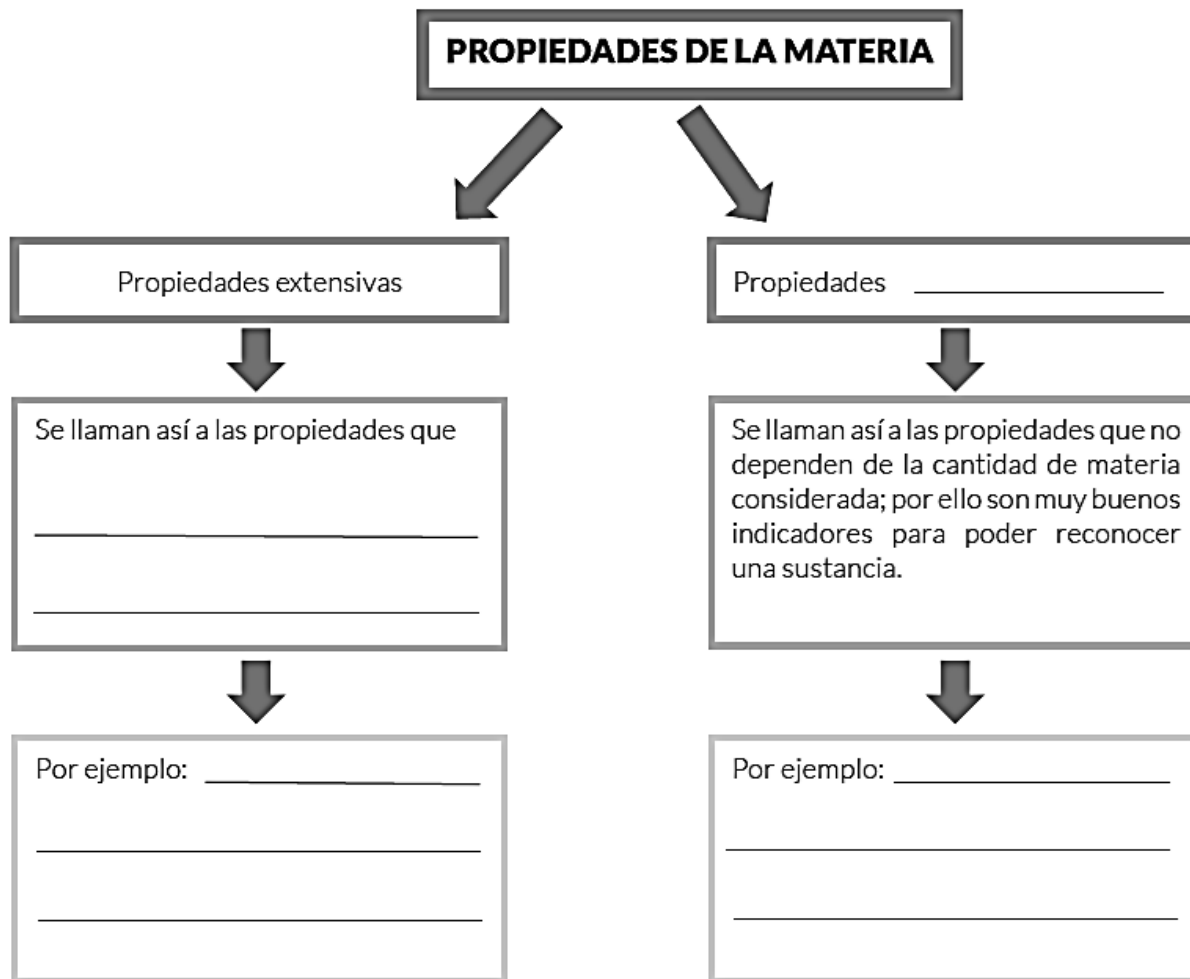 PROPIEDADES DE LA MATERIA
Propiedades extensivas
Se llaman así a las propiedades que
Por ejemplo:
Propiedades
Se llaman así a las propiedades que no
dependen de la cantidad de materia
considerada; por ello son muy buenos
indicadores para poder reconocer
una sustancia.
Por ejemplo: